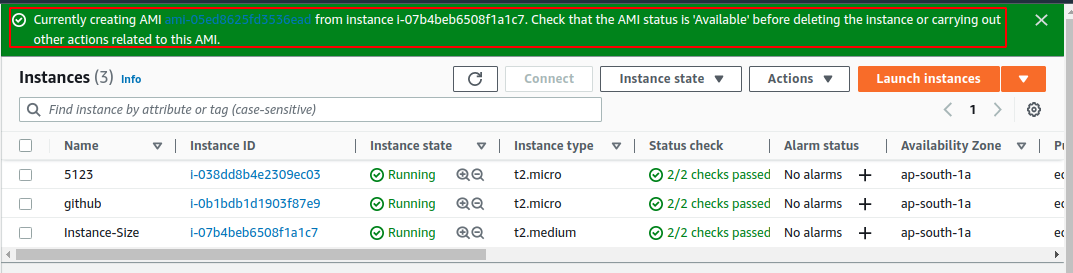 Currently creating AMI ami-05ed8625fd3536ead from instance i-07b4beb6508f1a1c7. Check that the AMI status is 'Available' before deleting the instance or carrying out
other actions related to this AMI.
Instances (3) Info
Connect
Instance state
Actions
Launch instances
Find instance by attribute or tag (case-sensitive)
1
Name Instance ID Instance state Instance type Status check Alarm status Availability Zone
5123 i-038dd8b4e2309ec03 Running t2.micro 2/2 checks passed No alarms ap-south-1a
github i-0b1bdb1d1903f87e9 Running t2.micro 2/2 checks passed No alarms ap-south-1a
Instance-Size i-07b4beb6508f1a1c7 Running t2.medium 2/2 checks passed No alarms ap-south-1a